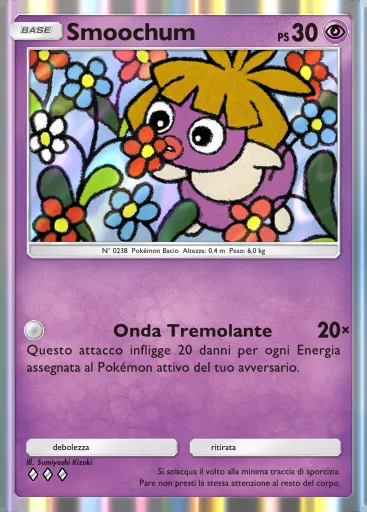 BASE Smoochum PS 30
N° 0238 Pokémon Bacio Altezza: 0,4 m Peso: 6,0 kg
Onda Tremolante 20×
Questo attacco infligge 20 danni per ogni Energia
assegnata al Pokémon attivo del tuo avversario.
debolezza ritirata
Ill. Sumiyoshi Kizuki
Si sciacqua il volto alla minima traccia di sporcizia.
Pare non presti la stessa attenzione al resto del corpo.